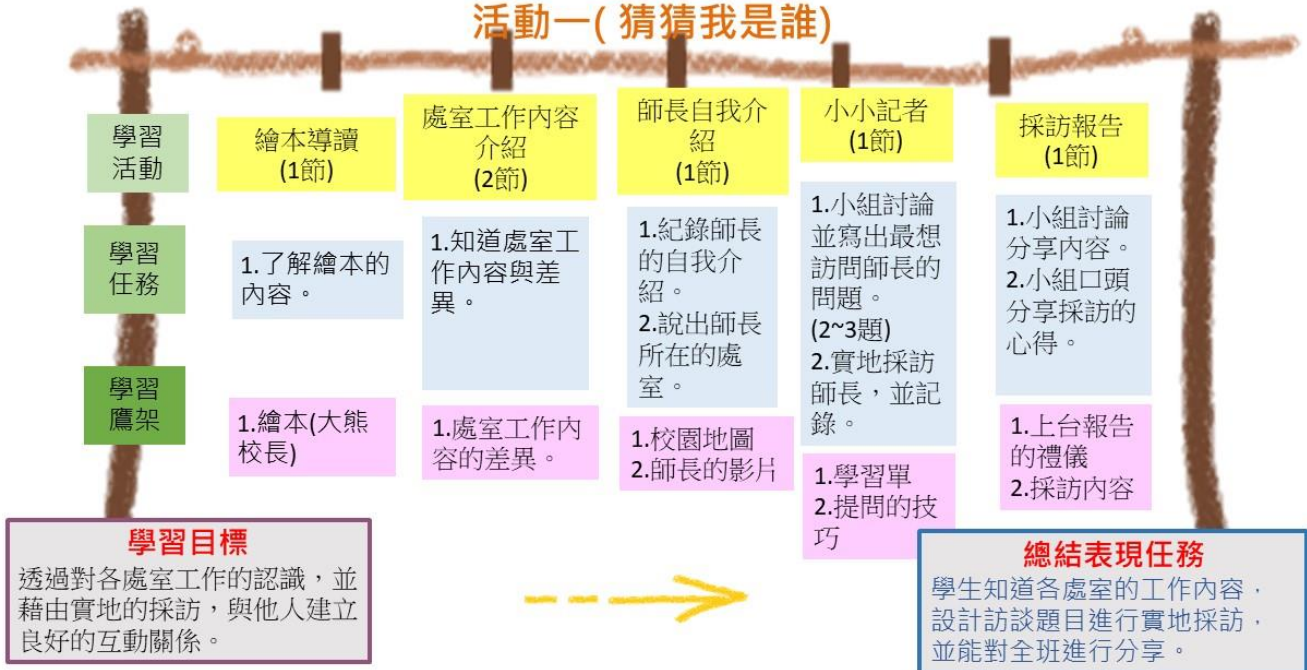 活動一( 猜猜我是誰)
學習
活動
繪本導讀
(1節)
處室工作內容
介紹
(2節)
師長自我介
紹
(1節)
小小記者
(1節)
採訪報告
(1節)
學習
任務
1.了解繪本的
內容。
1.知道處室工
作內容與差
異。
1.紀錄師長
的自我介
紹。
2.說出師長
所在的處
室。
1.小組討論
並寫出最想
訪問師長的
問題。
(2~3題)
2.實地採訪
師長，並記
錄。
1.小組討論
分享內容。
2.小組口頭
分享採訪的
心得。
學習
鷹架
1.繪本(大熊
校長)
1.處室工作內
容的差異。
1.校園地圖
2.師長的影片
1.學習單
2.提問的技
巧
1.上台報告
的禮儀
2.採訪內容
學習目標
透過對各處室工作的認識，並
藉由實地的採訪，與他人建立
良好的互動關係。
總結表現任務
學生知道各處室的工作內容，
設計訪談題目進行實地採訪，
並能對全班進行分享。